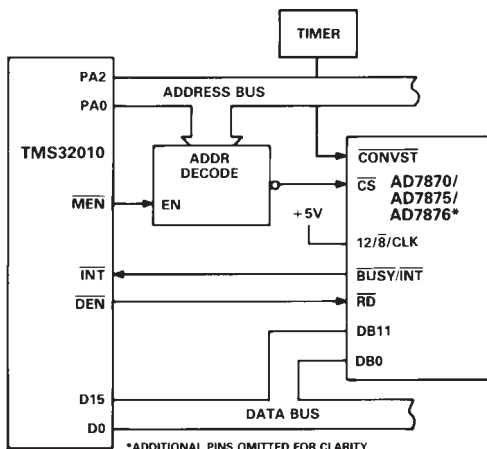 TIMER
PA2
ADDRESS BUS
PA0
TMS32010
ADDR
DECODE
CONVST
CS
AD7870/
AD7875/
AD7876*
MEN
EN
+5V
12/8/CLK
INT
BUSY/INT
DEN
RD
DB11
DB0
D15
DATA BUS
D0
*ADDITIONAL PINS OMITTED FOR CLARITY